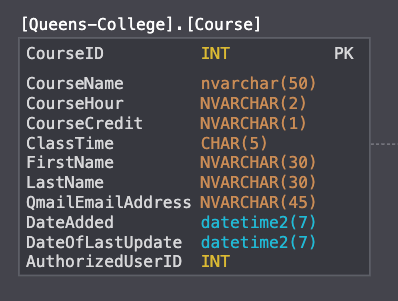 [Queens-College].[Course]
CourseID INT PK
CourseName nvarchar(50)
CourseHour NVARCHAR(2)
CourseCredit NVARCHAR(1)
ClassTime CHAR(5)
FirstName NVARCHAR(30)
LastName NVARCHAR(30)
QmailEmailAddress NVARCHAR(45)
DateAdded datetime2(7)
DateOfLastUpdate datetime2(7)
AuthorizedUserID INT